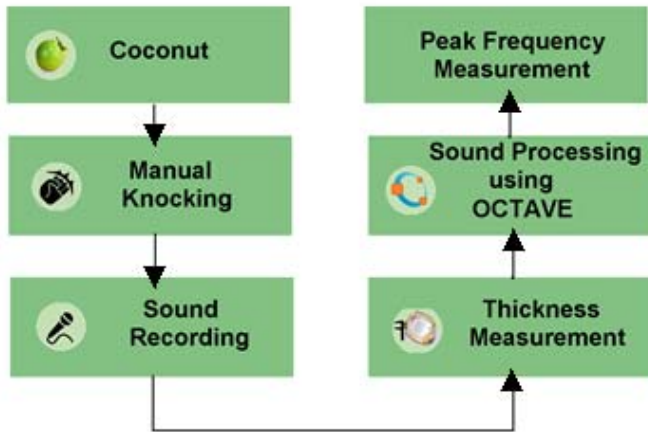 Coconut
Manual
Knocking
Sound
Recording
Thickness
Measurement
Sound Processing
using
OCTAVE
Peak Frequency
Measurement